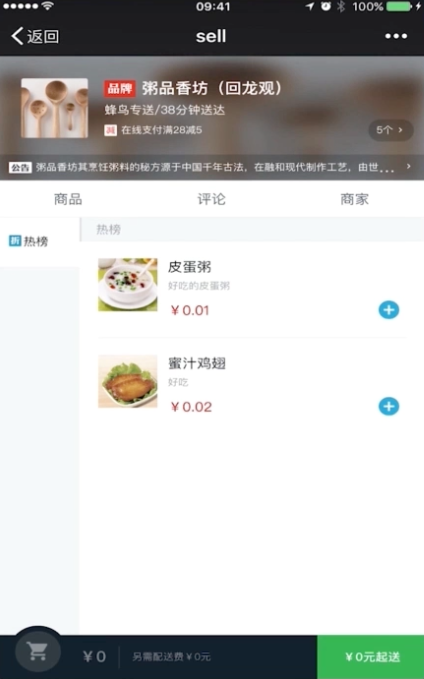 09:41
100%
返回
sell
品牌 粥品香坊（回龙观）
蜂鸟专送/38分钟送达
减 在线支付满28减5
5个
公告 粥品香坊其烹饪粥料的秘方源于中国千年古法，在融和现代制作工艺，由世...
商品
评论
商家
折 热榜
热榜
皮蛋粥
好吃的皮蛋粥
￥0.01
蜜汁鸡翅
好吃
￥0.02
￥0
另需配送费￥0元
￥0元起送